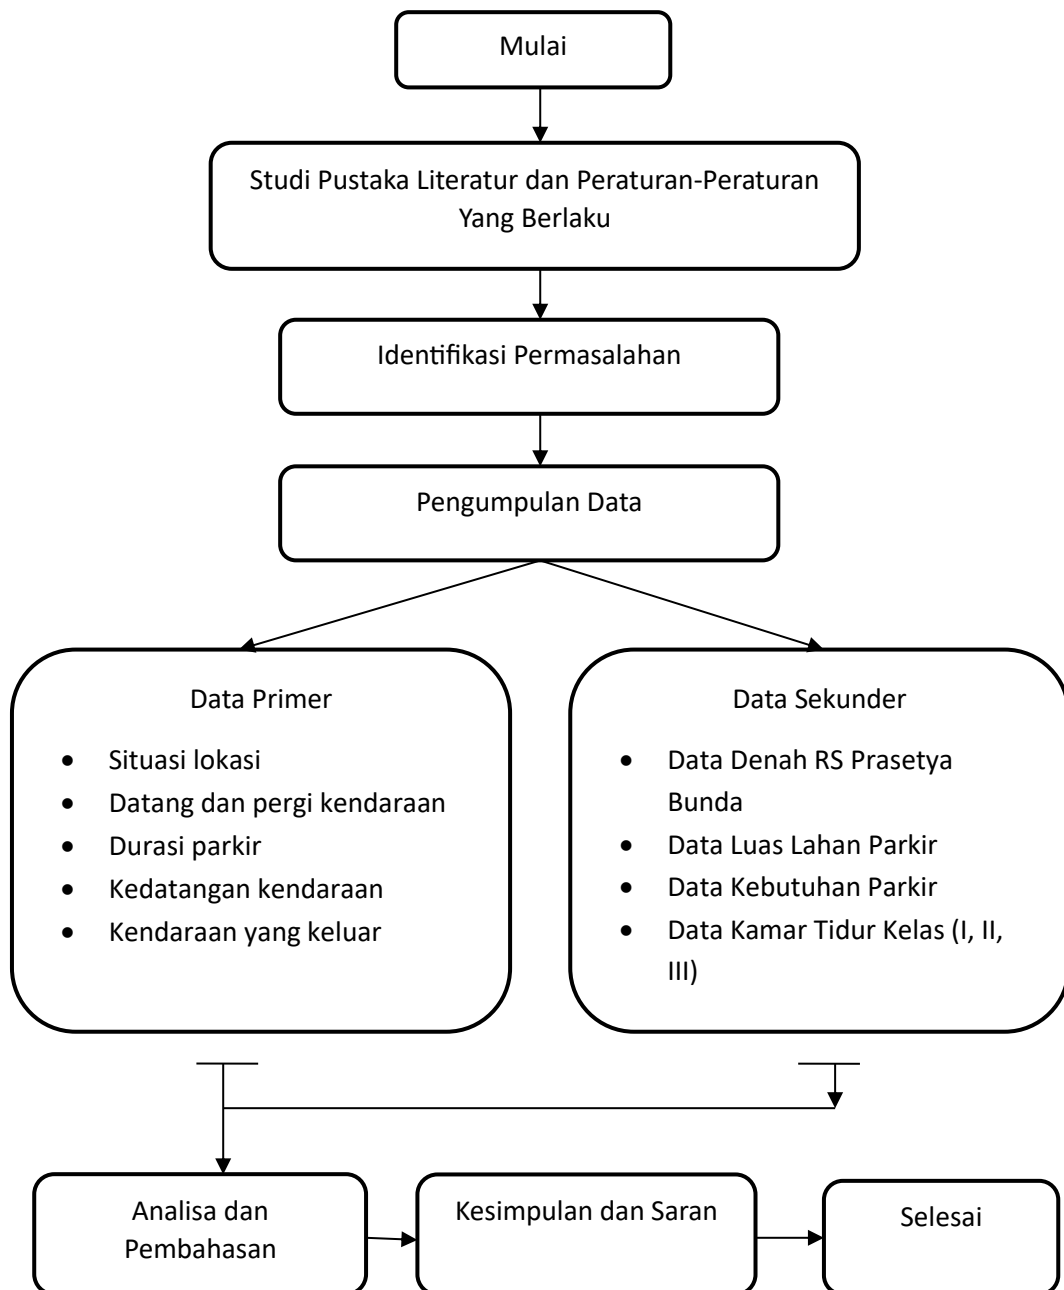 Mulai
Studi Pustaka Literatur dan Peraturan-Peraturan
Yang Berlaku
Identifikasi Permasalahan
Pengumpulan Data
Data Primer
• Situasi lokasi
• Datang dan pergi kendaraan
• Durasi parkir
• Kedatangan kendaraan
• Kendaraan yang keluar
Data Sekunder
• Data Denah RS Prasetya
Bunda
• Data Luas Lahan Parkir
• Data Kebutuhan Parkir
• Data Kamar Tidur Kelas (I, II,
III)
Analisa dan
Pembahasan
Kesimpulan dan Saran
Selesai